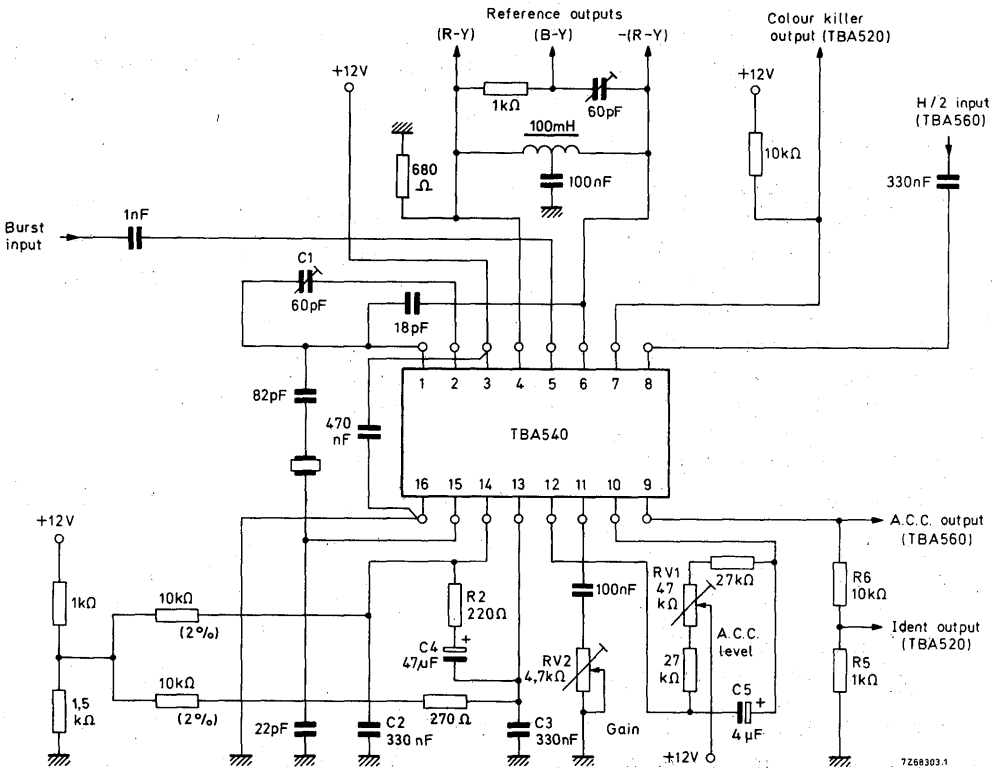 Reference outputs
(R-Y) (B-Y) -(R-Y)
Colour killer
output (TBA520)
+12V
1kΩ
60pF
+12V
H/2 input
(TBA560)
100mH
680
Ω
100nF
10kΩ
330nF
Burst
input
1nF
C1
60pF
18pF
1 2 3 4 5 6 7 8
82pF
470
nF
TBA540
16 15 14 13 12 11 10 9
+12V
A.C.C. output
(TBA560)
1kΩ
10kΩ
(2%)
R2
220Ω
C4
47µF
+
100nF
RV1
47
kΩ
27kΩ
A.C.C.
level
R6
10kΩ
Ident output
(TBA520)
1,5
kΩ
10kΩ
(2%)
270Ω
RV2
4,7kΩ
27
kΩ
C5
+
4µF
R5
1kΩ
22pF
C2
330nF
C3
330nF
Gain
+12V
7Z68303.1